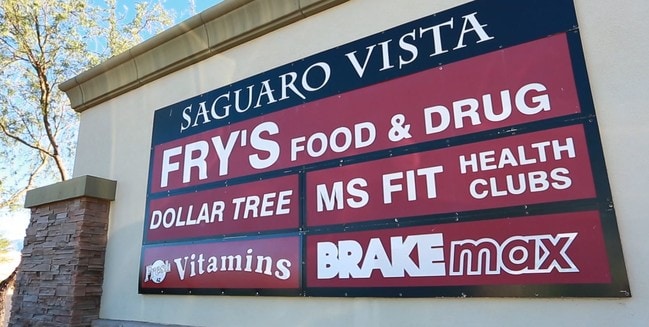 SAGUARO VISTA
FRY'S FOOD & DRUG
DOLLAR TREE
MS FIT HEALTH CLUBS
Vitamins
BRAKE max